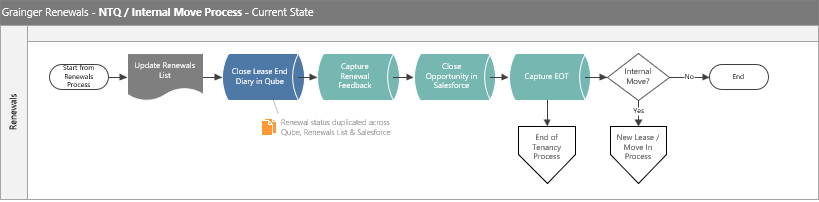 Grainger Renewals - NTQ / Internal Move Process - Current State
Renewals
Start from
Renewals
Process
Update Renewals
List
Close Lease End
Diary in Qube
Capture
Renewal
Feedback
Close
Opportunity in
Salesforce
Capture EOT
Internal
Move?
No
End
Yes
Renewal status duplicated across
Qube, Renewals List & Salesforce
End of
Tenancy
Process
New Lease /
Move In
Process